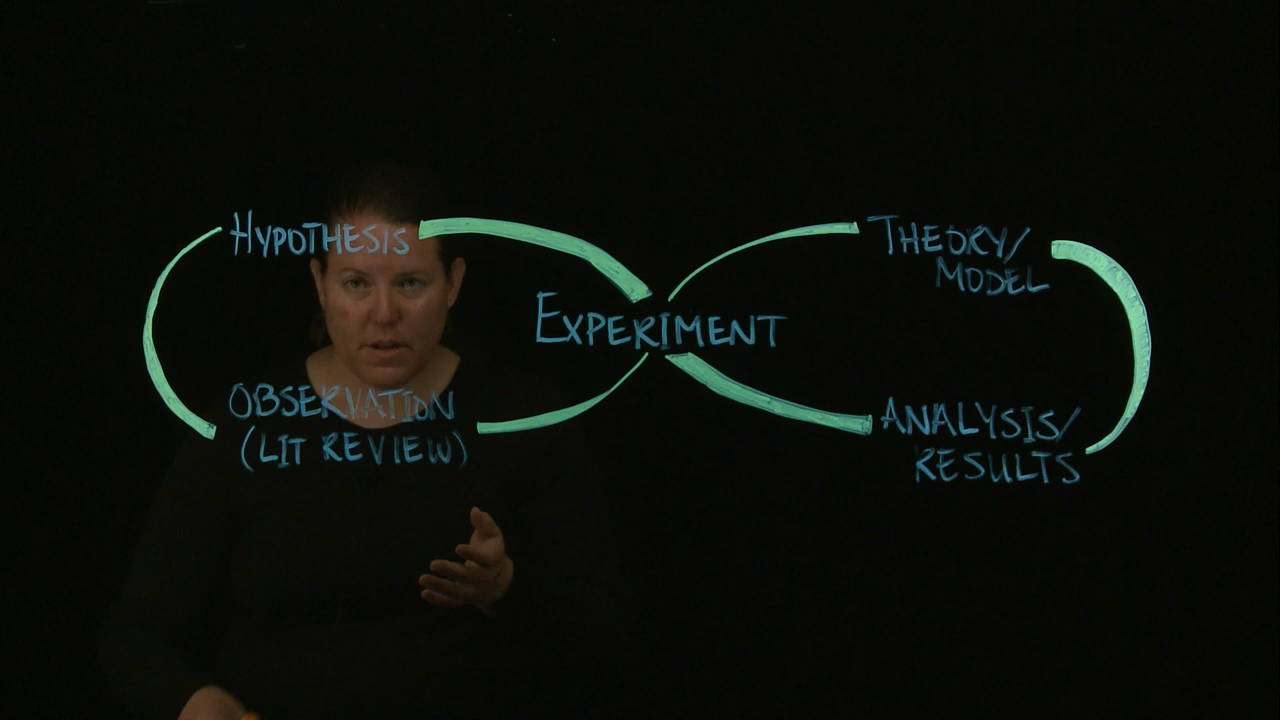 HYPOTHESIS
THEORY/
MODEL
EXPERIMENT
OBSERVATION
(LIT REVIEW)
ANALYSIS/
RESULTS